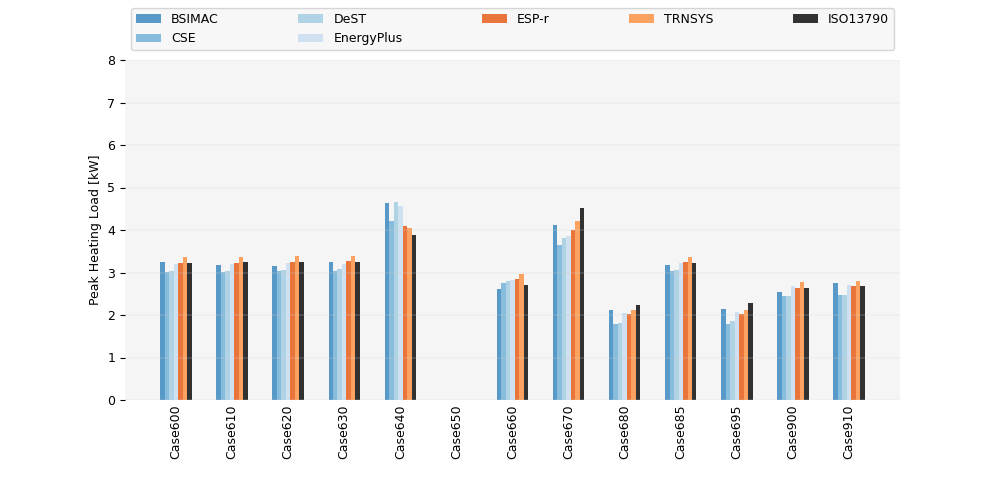 BSIMAC DeST ESP-r TRNSYS ISO13790
CSE EnergyPlus
8
7
6
5
4
3
2
1
0
Peak Heating Load [kW]
Case600 Case610 Case620 Case630 Case640 Case650 Case660 Case670 Case680 Case685 Case695 Case900 Case910